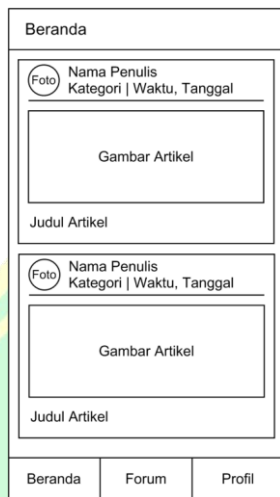 Beranda
Foto
Nama Penulis
Kategori | Waktu, Tanggal
Gambar Artikel
Judul Artikel
Foto
Nama Penulis
Kategori | Waktu, Tanggal
Gambar Artikel
Judul Artikel
Beranda Forum Profil